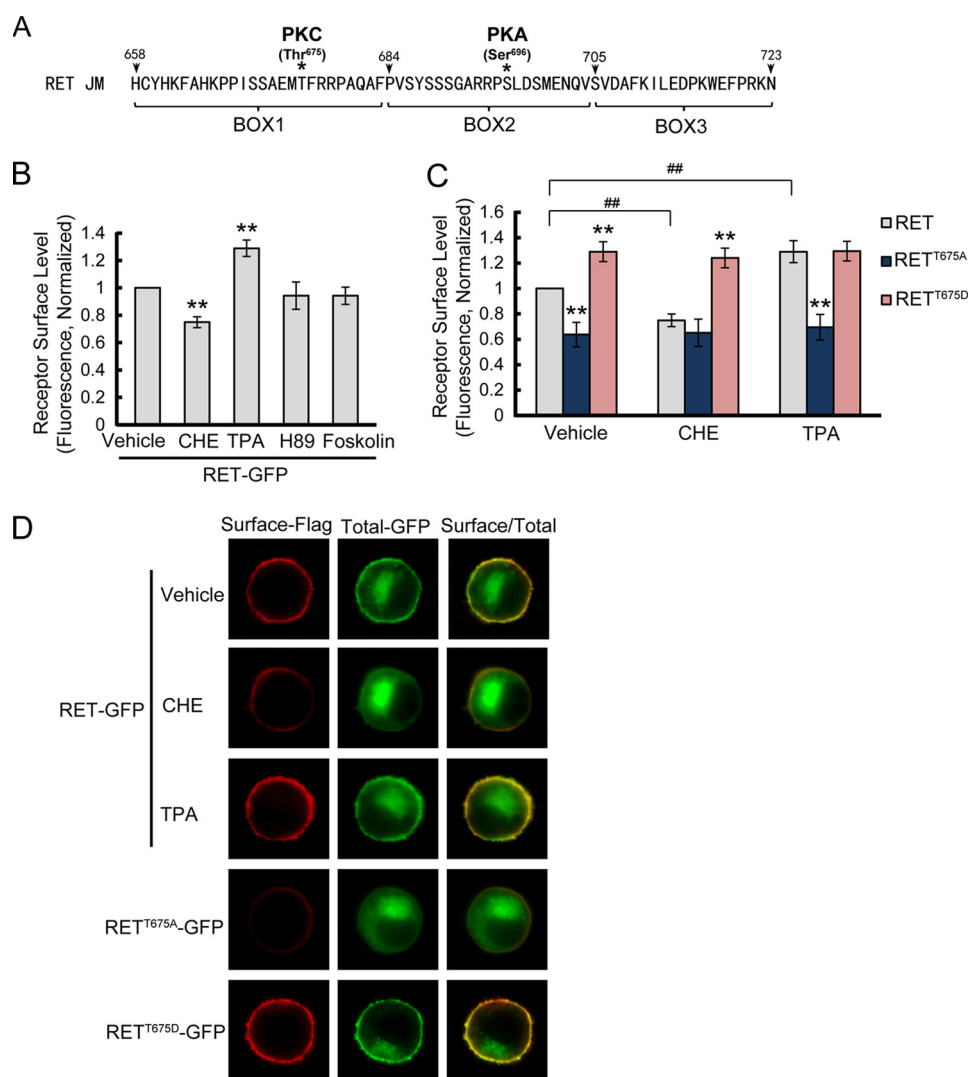 A
PKC PKA
658 (Thr675) 684 (Ser696) 705 723
* *
RET JM HCYHKFAHKPPISSAEMTFRRPAQAFPVSYSSSGARRPSLDSMENQVSVDAFKILEDPKWEFPRKN
BOX1 BOX2 BOX3
B
Receptor Surface Level
(Fluorescence, Normalized)
1.4
1.2
1
0.8
0.6
0.4
0.2
0
** **
Vehicle CHE TPA H89 Foskolin
RET-GFP
C
Receptor Surface Level
(Fluorescence, Normalized)
1.6
1.4
1.2
1
0.8
0.6
0.4
0.2
0
##
##
** ** ** **
Vehicle CHE TPA
RET
RETT675A
RETT675D
D
Surface-Flag Total-GFP Surface/Total
RET-GFP
Vehicle
CHE
TPA
RETT675A-GFP
RETT675D-GFP